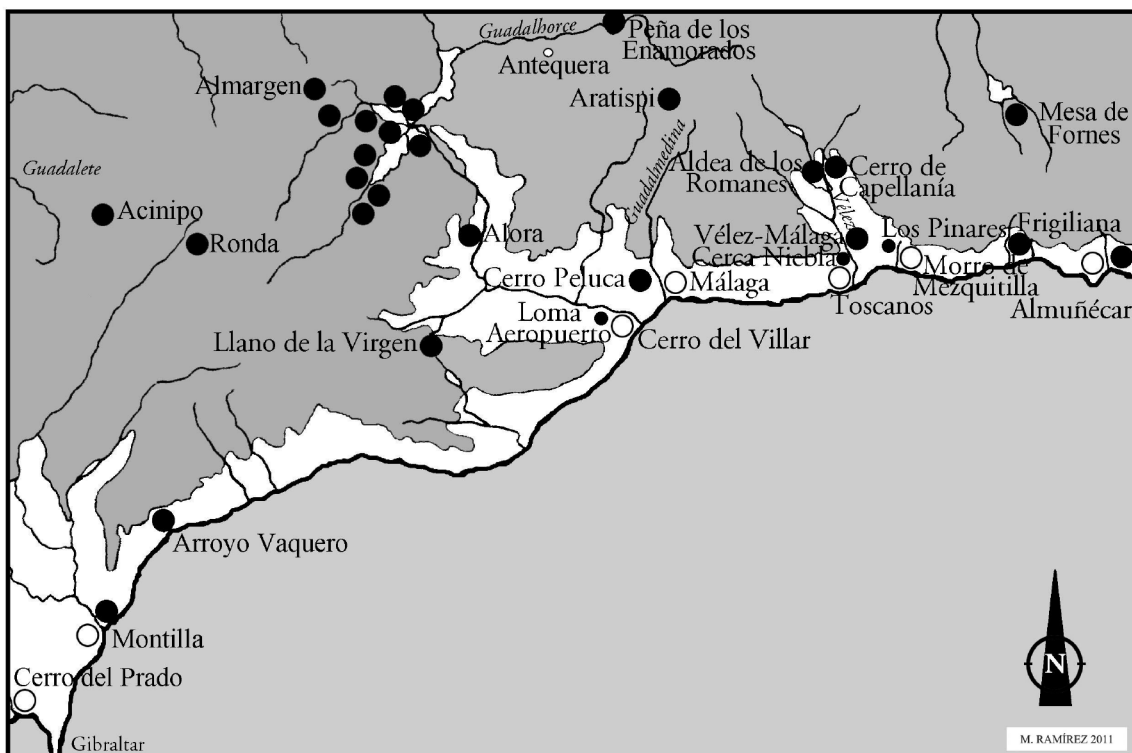 Guadalhorce
Peña de los
Enamorados
Antequera
Almargen
Aratispi
Mesa de
Fornes
Guadalmedina
Guadalete
Aldea de los
Romanes
Cerro de
Capellanía
Vélez
Acinipo
Ronda
Alora
Vélez-Málaga
Los Pinares
Frigiliana
Cerca Niebla
Cerro Peluca
Málaga
Morro de
Mezquitilla
Toscanos
Almuñécar
Loma
Aeropuerto
Cerro del Villar
Llano de la Virgen
Arroyo Vaquero
Montilla
Cerro del Prado
Gibraltar
N
M. RAMÍREZ 2011